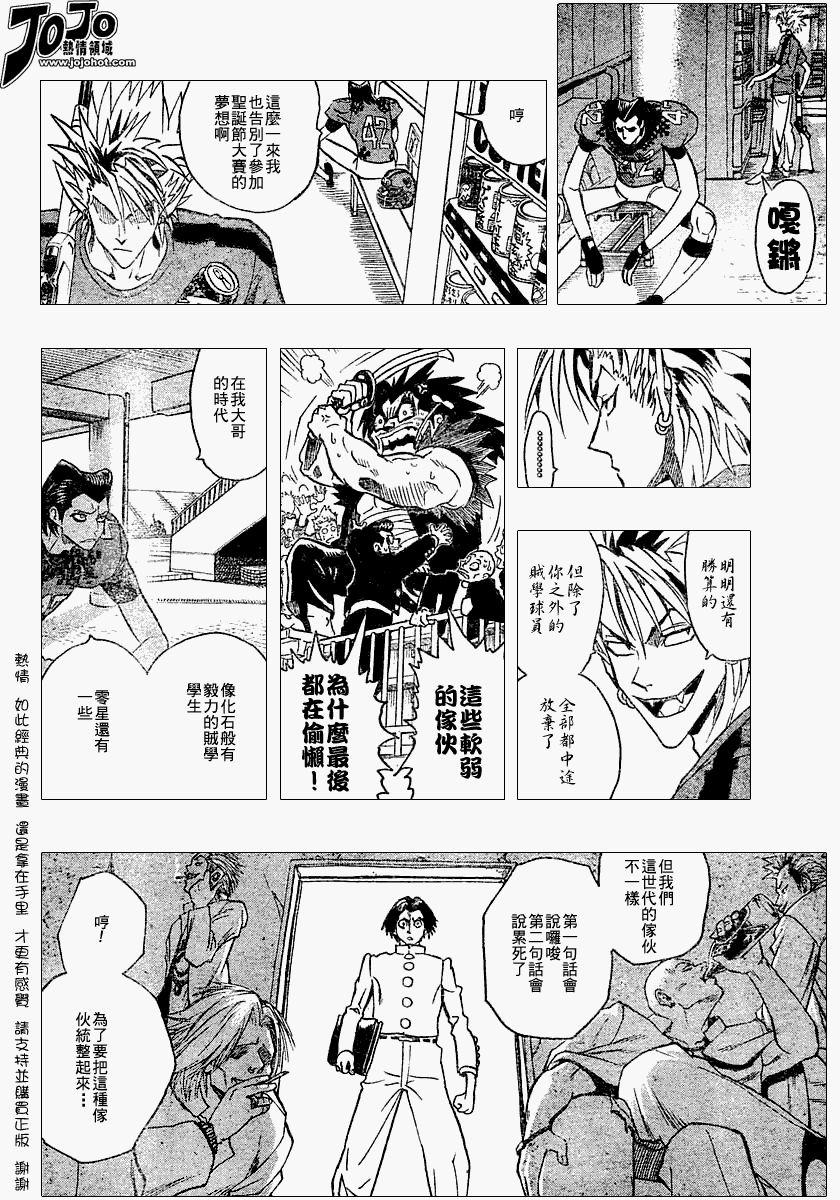 JOJO
熱情領域
www.jojohot.com
嘎鏘
42
哼
這麼一來我
也告別了參加
聖誕節大賽的
夢想啊
42
………
明明還有
勝算的
但除了
你之外的
賊學球員
全部都中途
放棄了
這些軟弱
的傢伙
為什麼最後
都在偷懶！
在我大哥
的時代
像化石般有
毅力的賊學
學生
零星還有
一些
但我們
這世代的傢伙
不一樣
第一句話會
說囉唆
第二句話會
說累死了
哼！
為了要把這種傢
伙統整起來…
熱情 如此經典的漫畫 還是拿在手里 才更有感覺 請支持並購買正版 謝謝